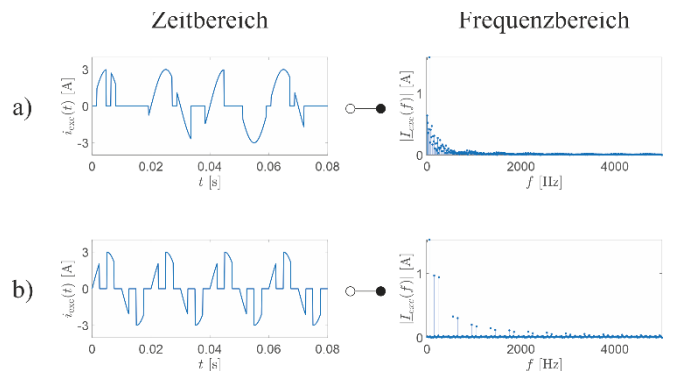 Zeitbereich Frequenzbereich
a)
i_exc(t) [A]
3
0
-3
0 0.02 0.04 0.06 0.08
t [s]
|I_exc(f)| [A]
1
0
0 2000 4000
f [Hz]
b)
i_exc(t) [A]
3
0
-3
0 0.02 0.04 0.06 0.08
t [s]
|I_exc(f)| [A]
1
0
0 2000 4000
f [Hz]